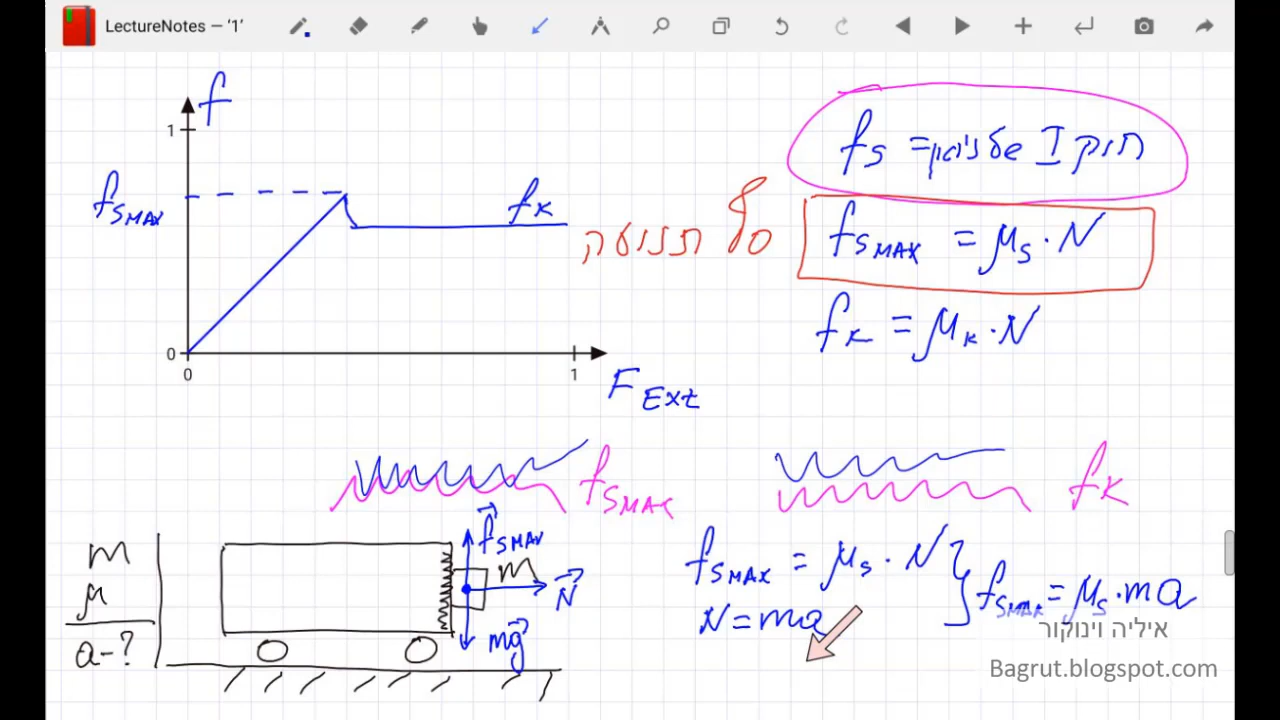 LectureNotes – ‘1’
f
1
fSMAX
fK
0
0
1
FExt
fS = חוק I של ניוטון
סף תנועה
fSMAX = μS · N
fK = μK · N
fSMAX
fK
m
μ
a - ?
fSMAX
m
N
mg
fSMAX = μS · N
N = ma
fSMAX = μS · ma
איליה וינוקור
Bagrut.blogspot.com